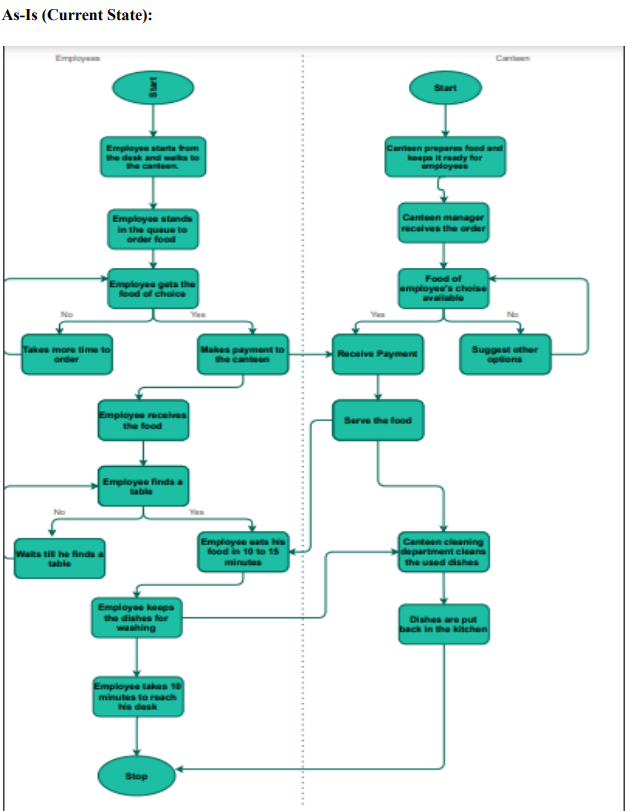 As-Is (Current State):
Employees
Canteen
Start
Start
Employee starts from
the desk and walks to
the canteen.
Canteen prepares food and
keeps it ready for
employees
Employee stands
in the queue to
order food
Canteen manager
receives the order
Employee gets the
food of choice
Food of
employee's choise
available
No
Yes
Yes
No
Takes more time to
order
Makes payment to
the canteen
Receive Payment
Suggest other
options
Employee receives
the food
Serve the food
Employee finds a
table
No
Yes
Waits till he finds a
table
Employee eats his
food in 10 to 15
minutes
Canteen cleaning
department cleans
the used dishes
Employee keeps
the dishes for
washing
Dishes are put
back in the kitchen
Employee takes 10
minutes to reach
his desk
Stop